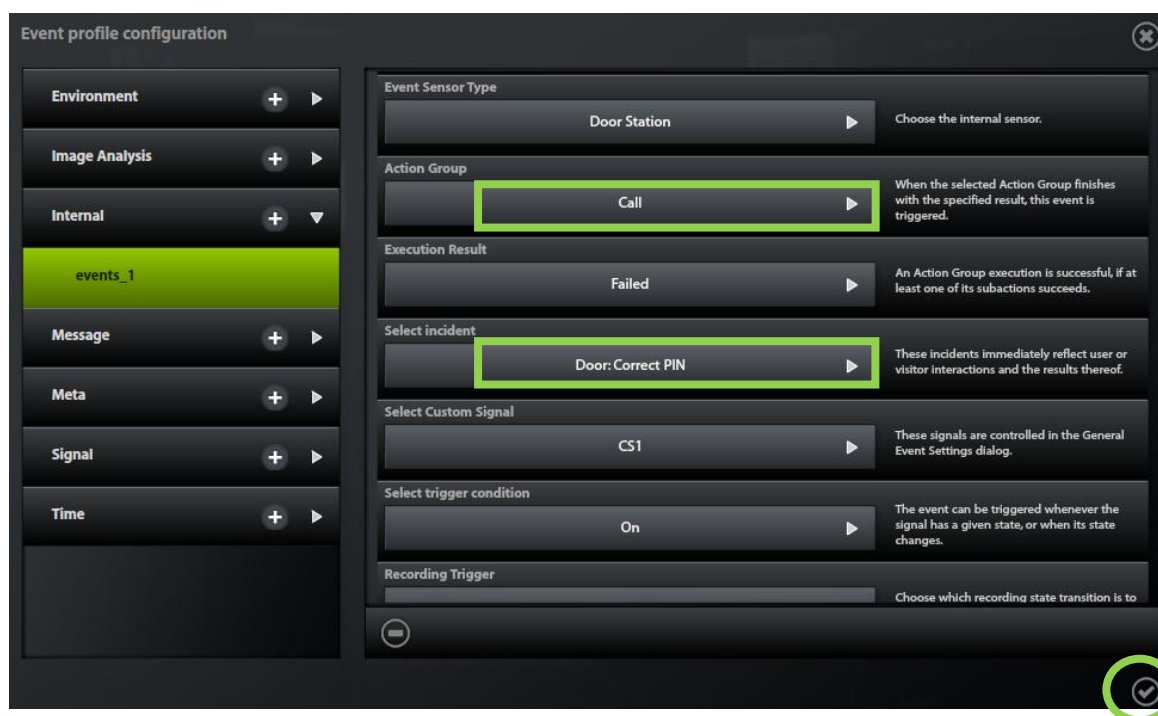 Event profile configuration
Environment
Image Analysis
Internal
events_1
Message
Meta
Signal
Time
Event Sensor Type
Door Station
Choose the internal sensor.
Action Group
Call
When the selected Action Group finishes
with the specified result, this event is
triggered.
Execution Result
Failed
An Action Group execution is successful, if at
least one of its subactions succeeds.
Select incident
Door: Correct PIN
These incidents immediately reflect user or
visitor interactions and the results thereof.
Select Custom Signal
CS1
These signals are controlled in the General
Event Settings dialog.
Select trigger condition
On
The event can be triggered whenever the
signal has a given state, or when its state
changes.
Recording Trigger
Choose which recording state transition is to